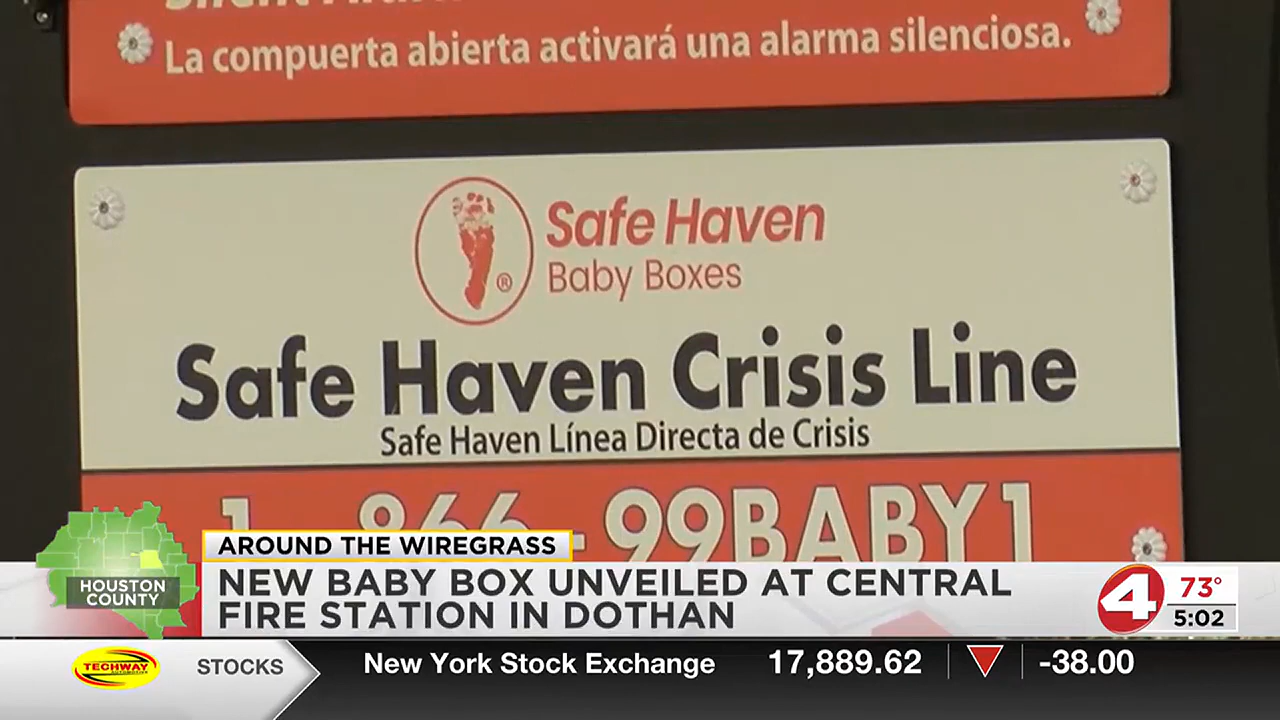 La compuerta abierta activará una alarma silenciosa.
Safe Haven
Baby Boxes
®
Safe Haven Crisis Line
Safe Haven Línea Directa de Crisis
1-866-99BABY1
AROUND THE WIREGRASS
HOUSTON
COUNTY
NEW BABY BOX UNVEILED AT CENTRAL
FIRE STATION IN DOTHAN
4
73°
5:02
TECHWAY
STOCKS
New York Stock Exchange
17,889.62
-38.00